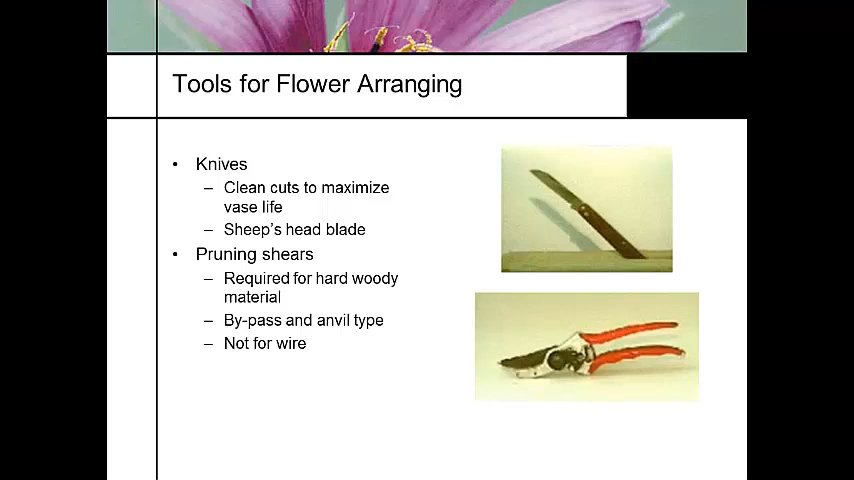 Tools for Flower Arranging
• Knives
– Clean cuts to maximize
vase life
– Sheep's head blade
• Pruning shears
– Required for hard woody
material
– By-pass and anvil type
– Not for wire